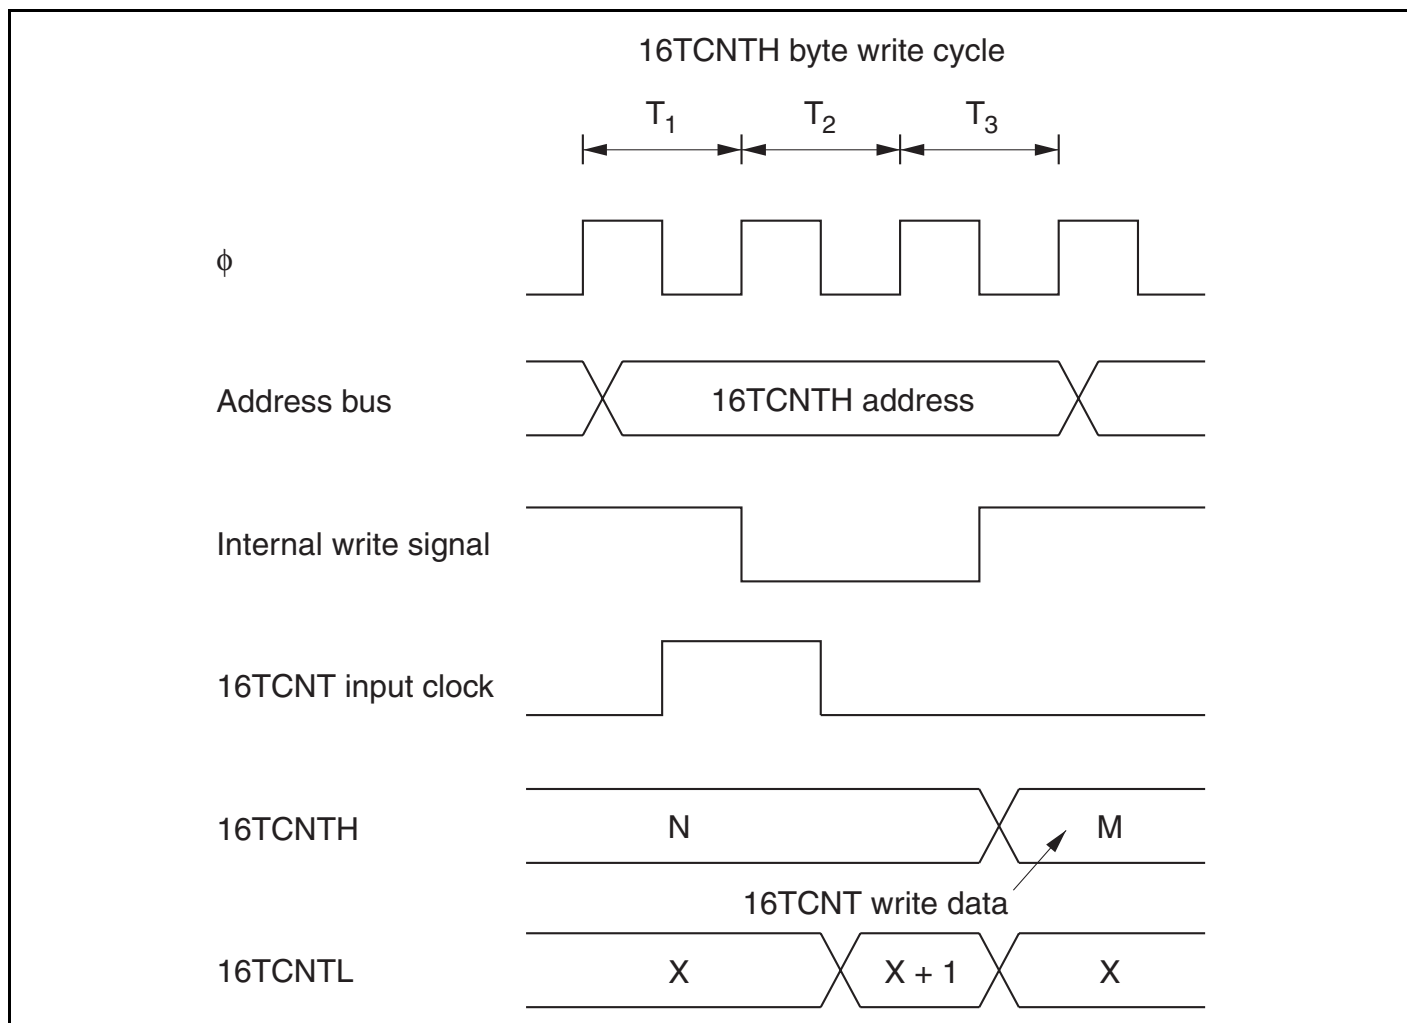 16TCNTH byte write cycle
T1 T2 T3
φ
Address bus 16TCNTH address
Internal write signal
16TCNT input clock
16TCNTH N M
16TCNT write data
16TCNTL X X + 1 X